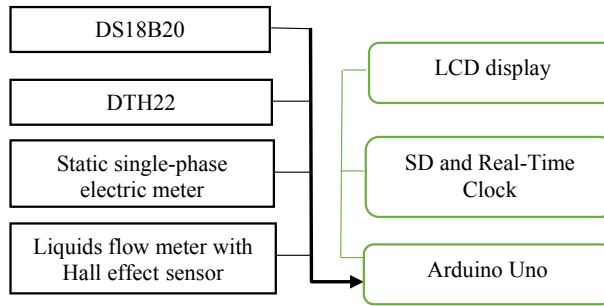 DS18B20
DTH22
Static single-phase
electric meter
Liquids flow meter with
Hall effect sensor
LCD display
SD and Real-Time
Clock
Arduino Uno